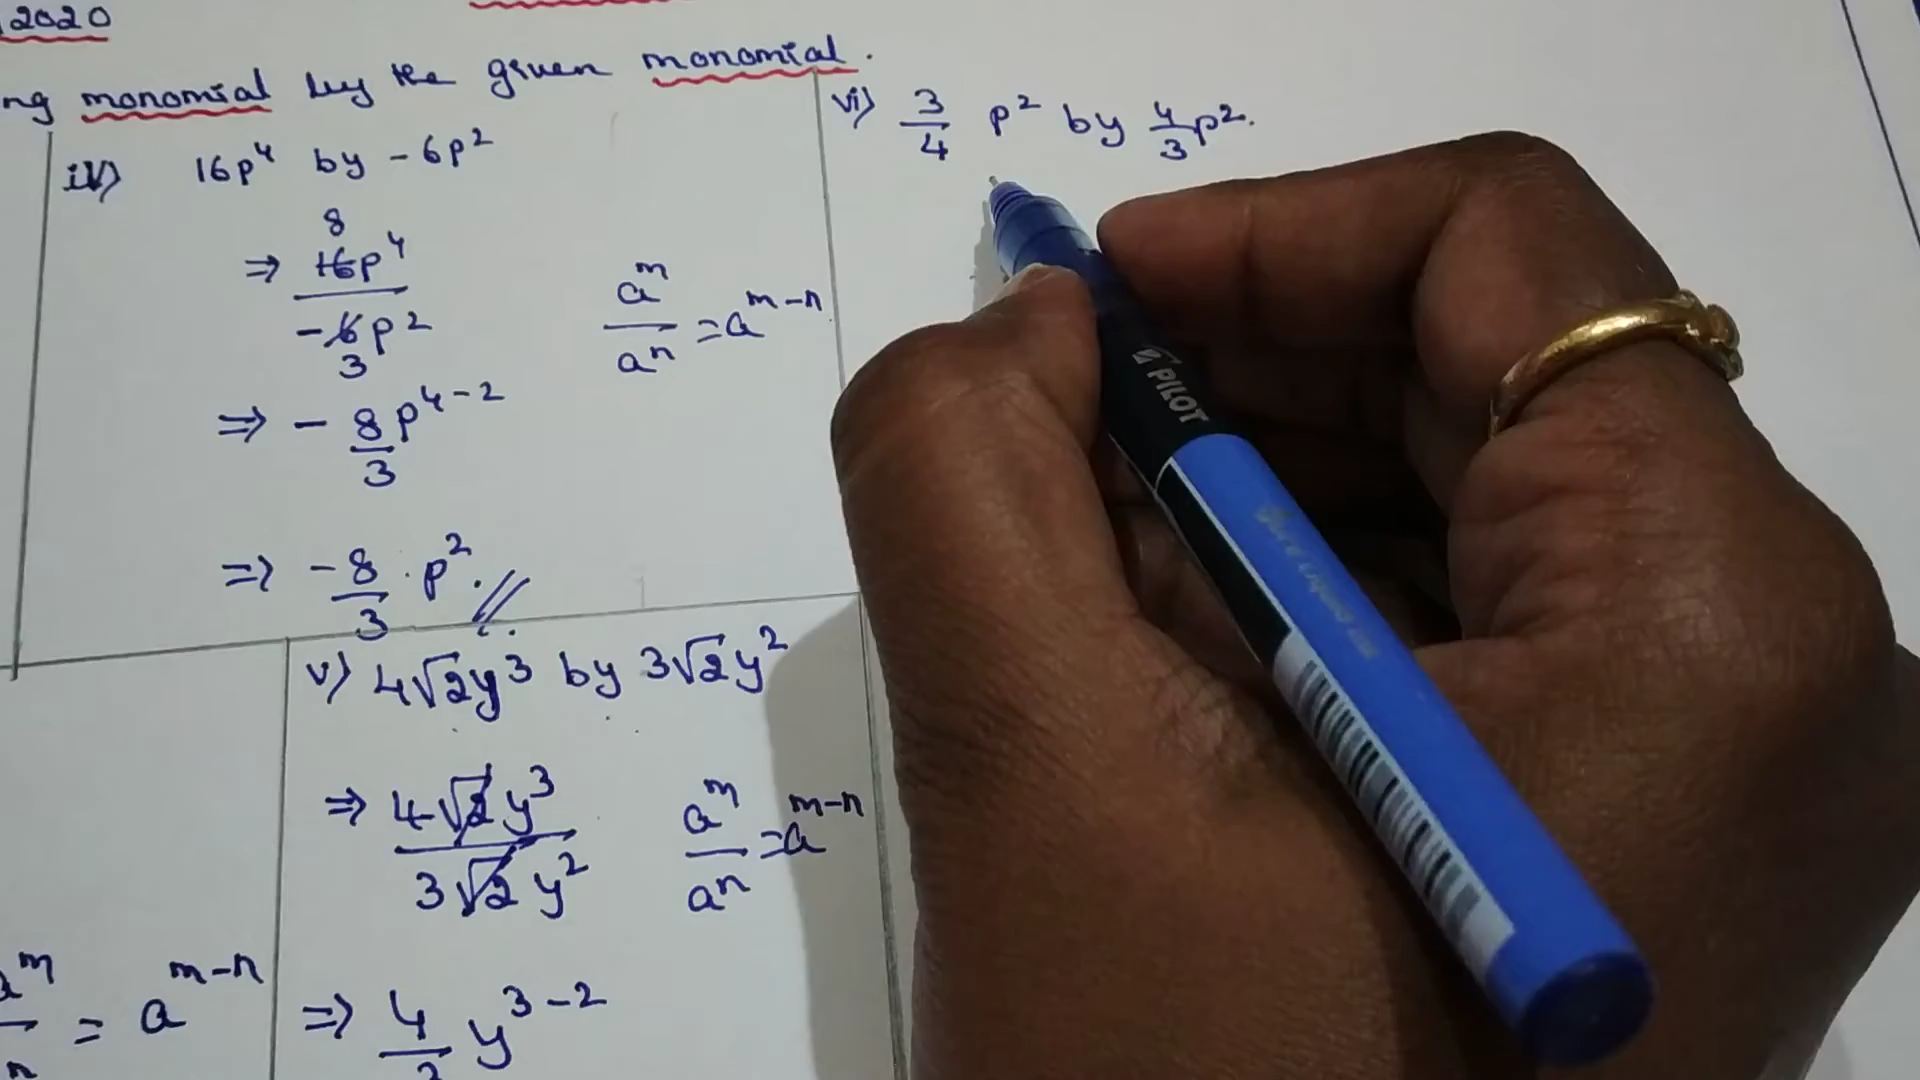 2020
ng monomial by the given monomial.
iv) 16p⁴ by - 6p²
8
⇒ 16p⁴
- 6p²
3
aᵐ
aⁿ = aᵐ⁻ⁿ
⇒ - 8/3 p⁴⁻²
⇒ - 8/3 . p².//
v) 4√2y³ by 3√2y²
⇒ 4√2y³
3√2y²
aᵐ
aⁿ = aᵐ⁻ⁿ
⇒ 4 y³⁻²
aᵐ
n = aᵐ⁻ⁿ
vi) 3/4 p² by 4/3 p².
PILOT